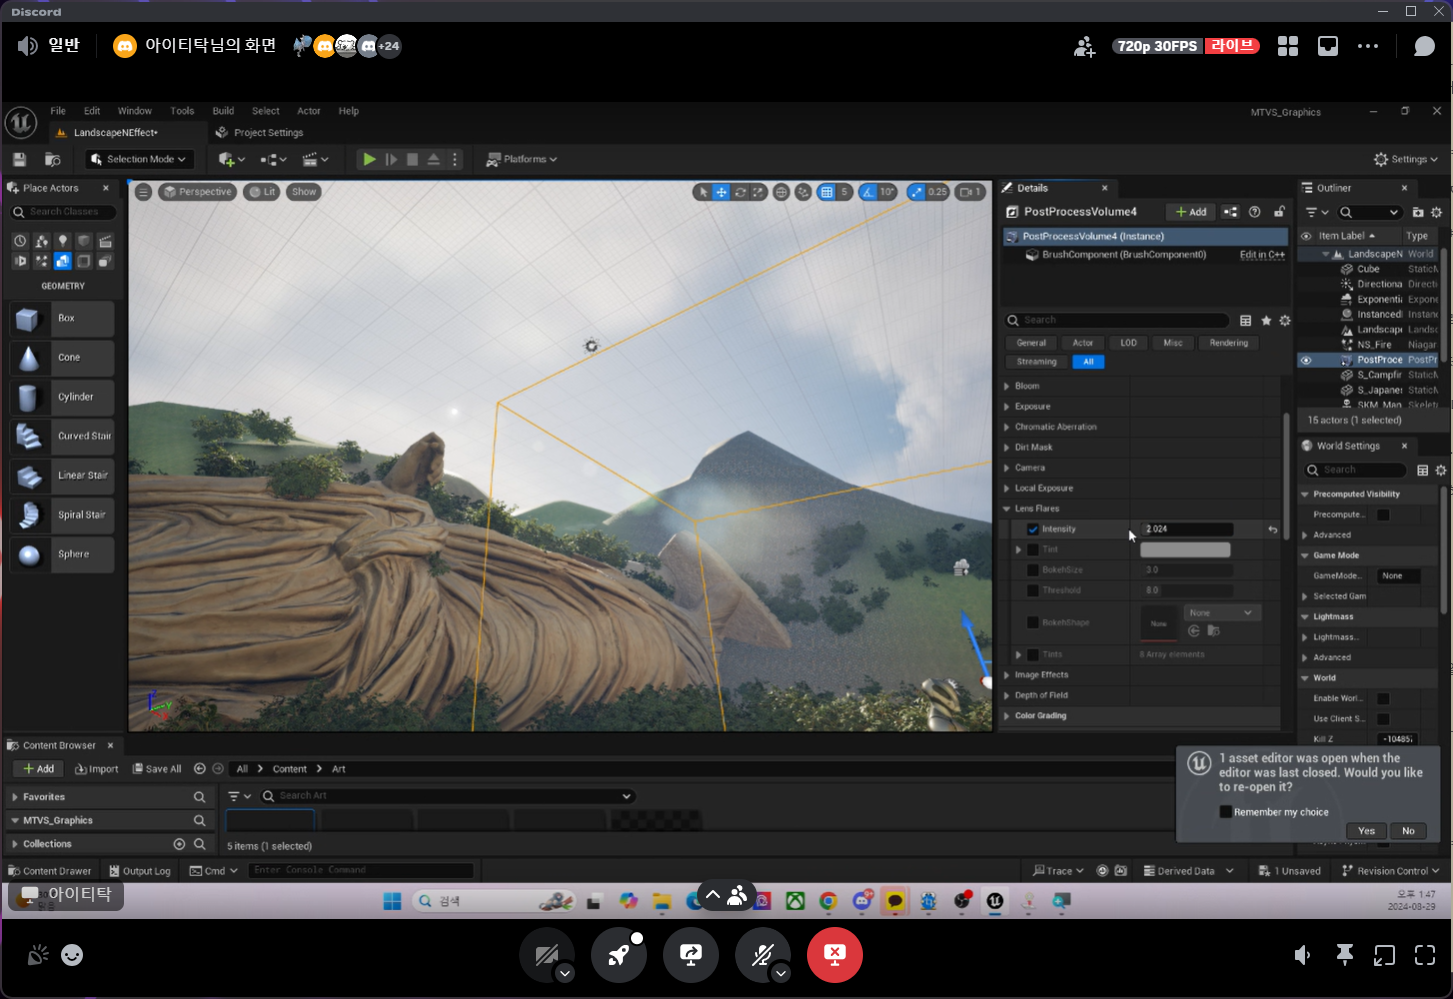 Discord
일반
아이티탁님의 화면
+24
720p 30FPS 라이브
File Edit Window Tools Build Select Actor Help
MTVS_Graphics
LandscapeNEffect•
Project Settings
Selection Mode
Platforms
Settings
Place Actors
Search Classes
GEOMETRY
Box
Cone
Cylinder
Curved Stair
Linear Stair
Spiral Stair
Sphere
Perspective
Lit
Show
5
10°
0.25
1
Details
PostProcessVolume4
+ Add
PostProcessVolume4 (Instance)
BrushComponent (BrushComponent0)
Edit in C++
Search
General Actor LOD Misc Rendering
Streaming All
Bloom
Exposure
Chromatic Aberration
Dirt Mask
Camera
Local Exposure
Lens Flares
Intensity 2.024
Tint
BokehSize 3.0
Threshold 8.0
BokehShape None None
Tints 8 Array elements
Image Effects
Depth of Field
Color Grading
Outliner
Item Label Type
LandscapeN World
Cube StaticM
Directiona Directi
Exponenti Expone
Instanced Instanc
Landscape Landsc
NS_Fire Niagar
PostProce PostPr
S_Campfir StaticM
S_Japaner StaticM
SKM_Man Skelet
15 actors (1 selected)
World Settings
Search
Precomputed Visibility
Precompute..
Advanced
Game Mode
GameMode.. None
Selected Gam
Lightmass
Lightmass..
Advanced
World
Enable Worl..
Use Client S..
Kill Z -104857
Content Browser
+ Add
Import
Save All
All > Content > Art
Favorites
MTVS_Graphics
Collections
Search Art
5 items (1 selected)
1 asset editor was open when the
editor was last closed. Would you like
to re-open it?
Remember my choice
Yes No
Content Drawer
Output Log
Cmd
Enter Console Command
Trace
Derived Data
1 Unsaved
Revision Control
아이티탁
검색
오후 1:47
2024-08-29